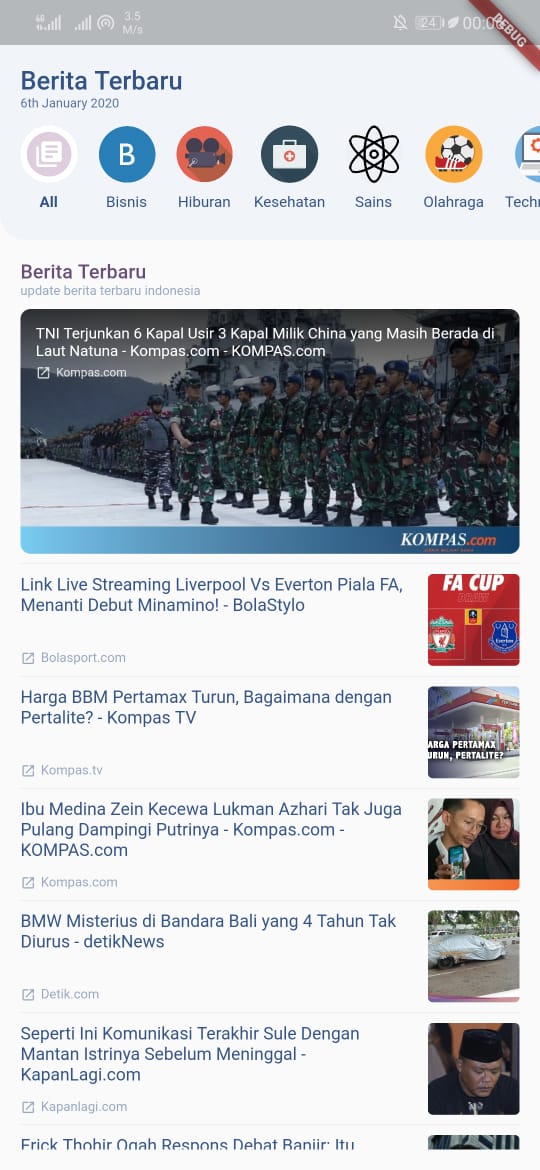 4G
3.5
M/s
24
DEBUG
Berita Terbaru
6th January 2020
B
All
Bisnis
Hiburan
Kesehatan
Sains
Olahraga
Berita Terbaru
update berita terbaru indonesia
TNI Terjunkan 6 Kapal Usir 3 Kapal Milik China yang Masih Berada di
Laut Natuna - Kompas.com - KOMPAS.com
Kompas.com
KOMPAS.com
Link Live Streaming Liverpool Vs Everton Piala FA,
Menanti Debut Minamino! - BolaStylo
Bolasport.com
FA CUP
DRAW
Everton
Harga BBM Pertamax Turun, Bagaimana dengan
Pertalite? - Kompas TV
Kompas.tv
ARGA PERTAMAX
URUN, PERTALITE?
Ibu Medina Zein Kecewa Lukman Azhari Tak Juga
Pulang Dampingi Putrinya - Kompas.com -
KOMPAS.com
Kompas.com
BMW Misterius di Bandara Bali yang 4 Tahun Tak
Diurus - detikNews
Detik.com
Seperti Ini Komunikasi Terakhir Sule Dengan
Mantan Istrinya Sebelum Meninggal -
KapanLagi.com
Kapanlagi.com
Erick Thohir Ogah Respons Debat Banjir: Itu